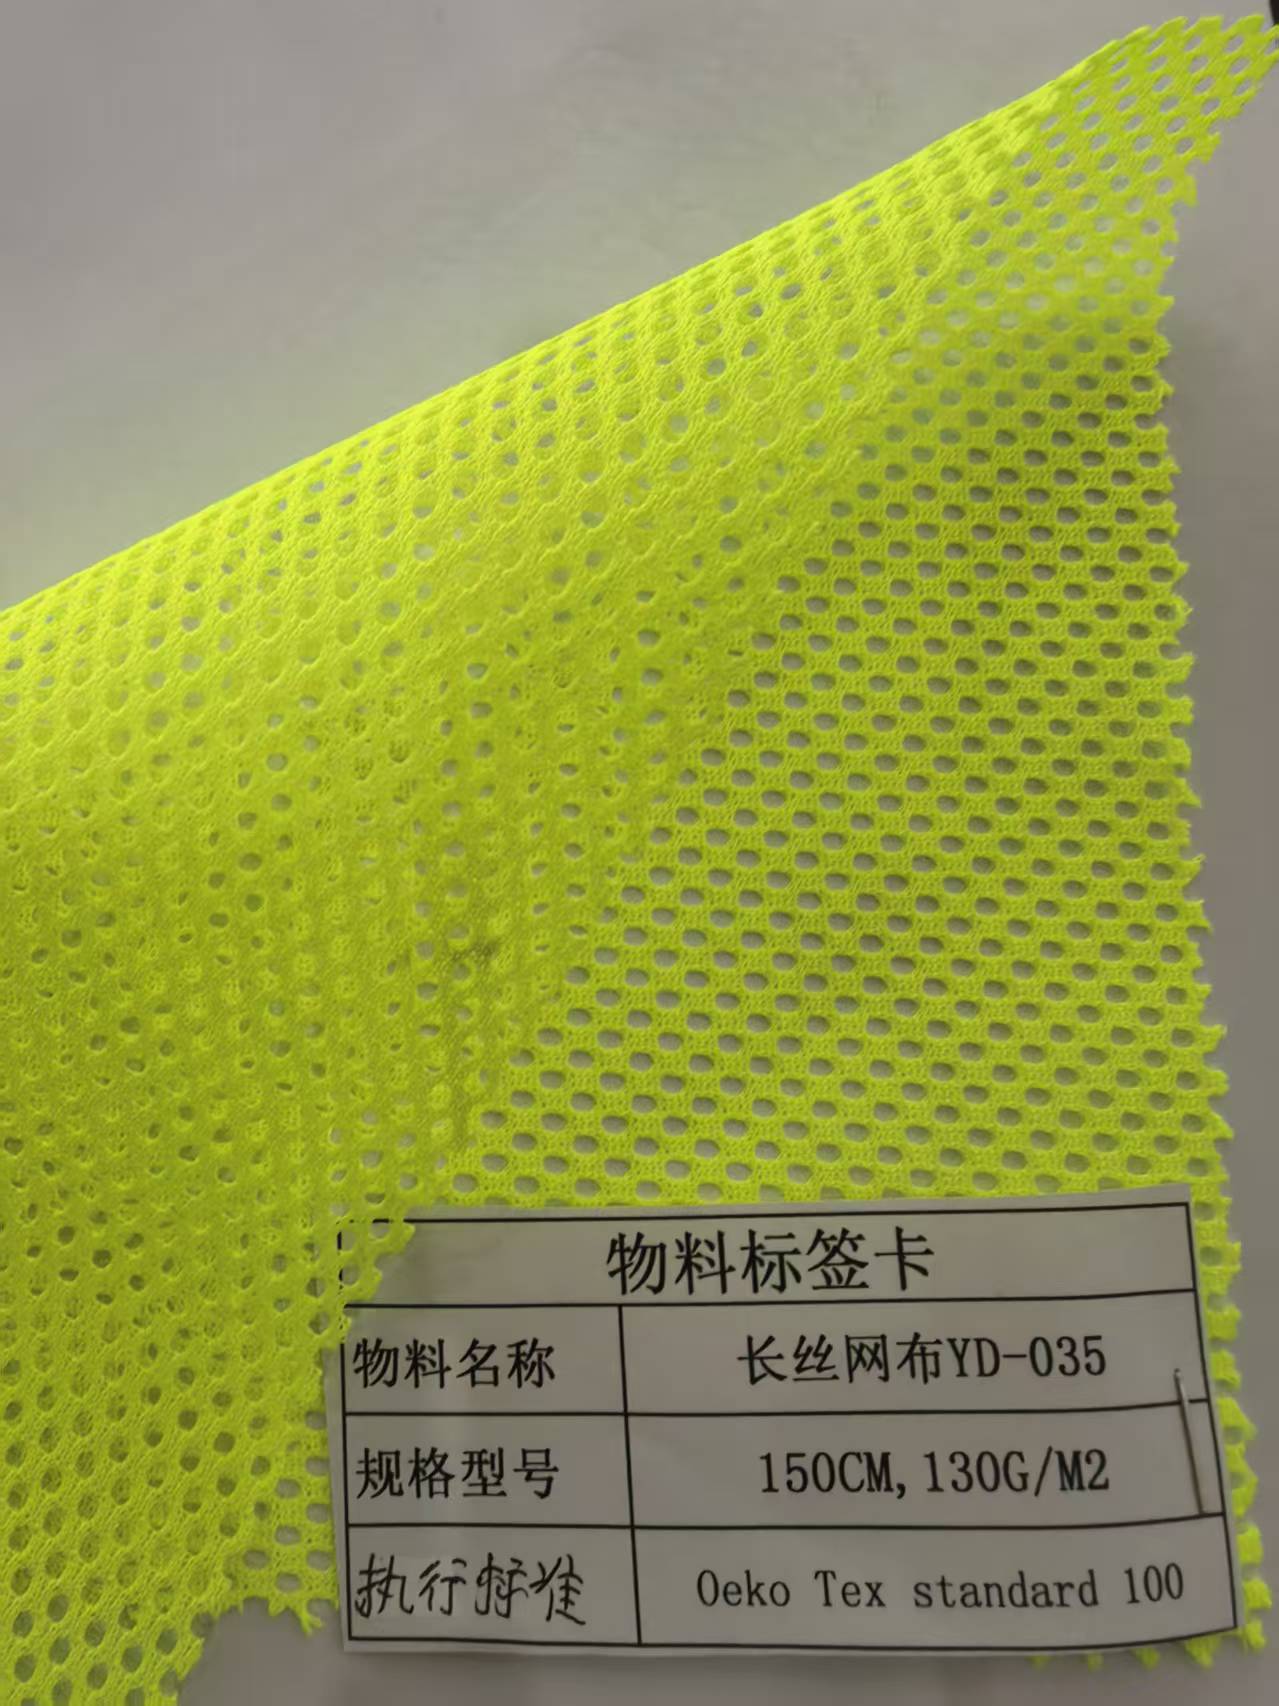 物料标签卡
物料名称 长丝网布YD-035
规格型号 150CM,130G/M2
执行标准 Oeko Tex standard 100